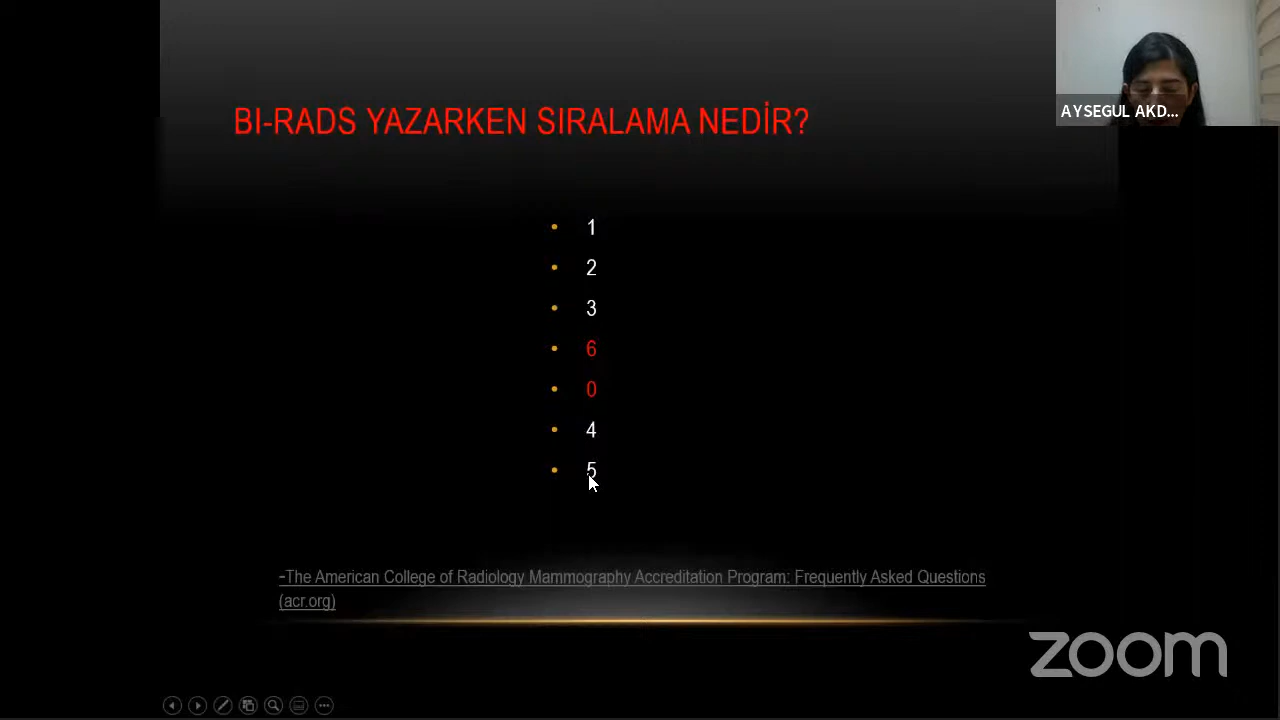 BI-RADS YAZARKEN SIRALAMA NEDİR?
AYSEGUL AKD...
• 1
• 2
• 3
• 6
• 0
• 4
• 5
-The American College of Radiology Mammography Accreditation Program: Frequently Asked Questions
(acr.org)
zoom